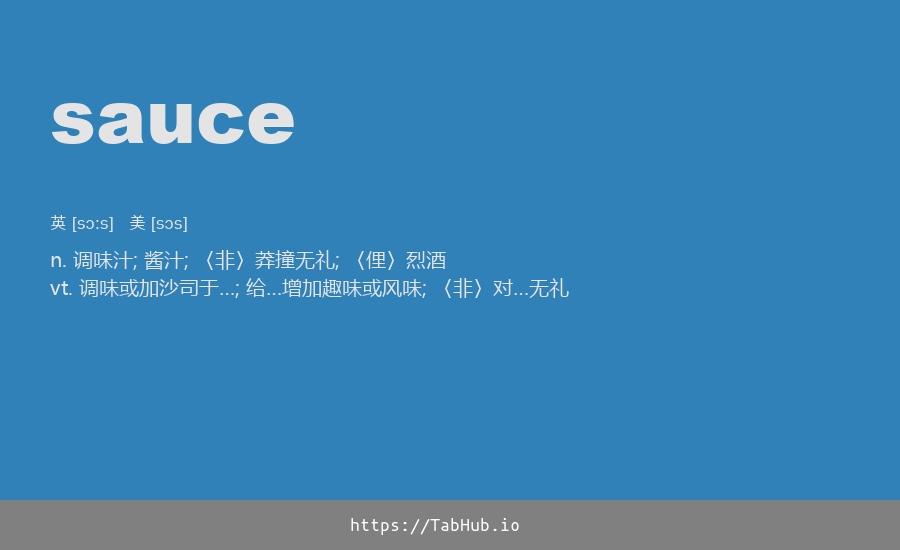 sauce
英 [sɔːs] 美 [sɔs]
n. 调味汁; 酱汁; 〈非〉莽撞无礼; 〈俚〉烈酒
vt. 调味或加沙司于...; 给...增加趣味或风味; 〈非〉对...无礼
https://TabHub.io